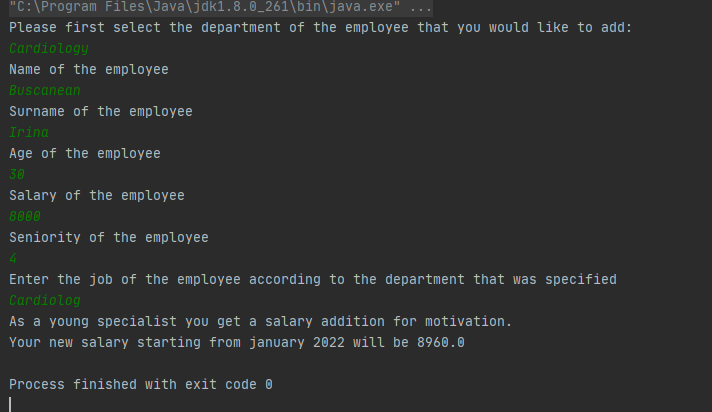 "C:\Program Files\Java\jdk1.8.0_261\bin\java.exe" ...
Please first select the department of the employee that you would like to add:
Cardiology
Name of the employee
Buscanean
Surname of the employee
Irina
Age of the employee
30
Salary of the employee
8000
Seniority of the employee
4
Enter the job of the employee according to the department that was specified
Cardiolog
As a young specialist you get a salary addition for motivation.
Your new salary starting from january 2022 will be 8960.0
Process finished with exit code 0